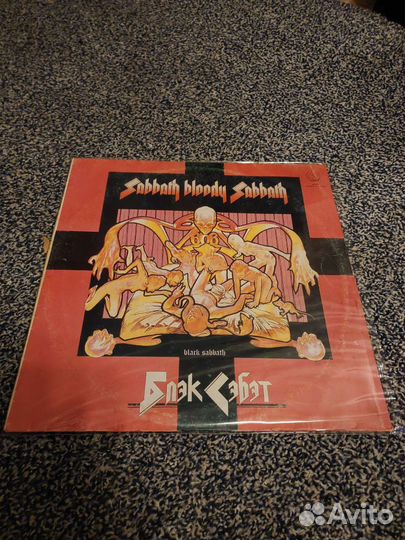 Sabbath bloody Sabbath
black sabbath
Блэк Сэбэт
Avito